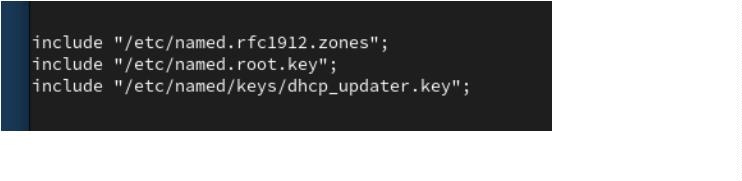 include "/etc/named.rfc1912.zones";
include "/etc/named.root.key";
include "/etc/named/keys/dhcp_updater.key";